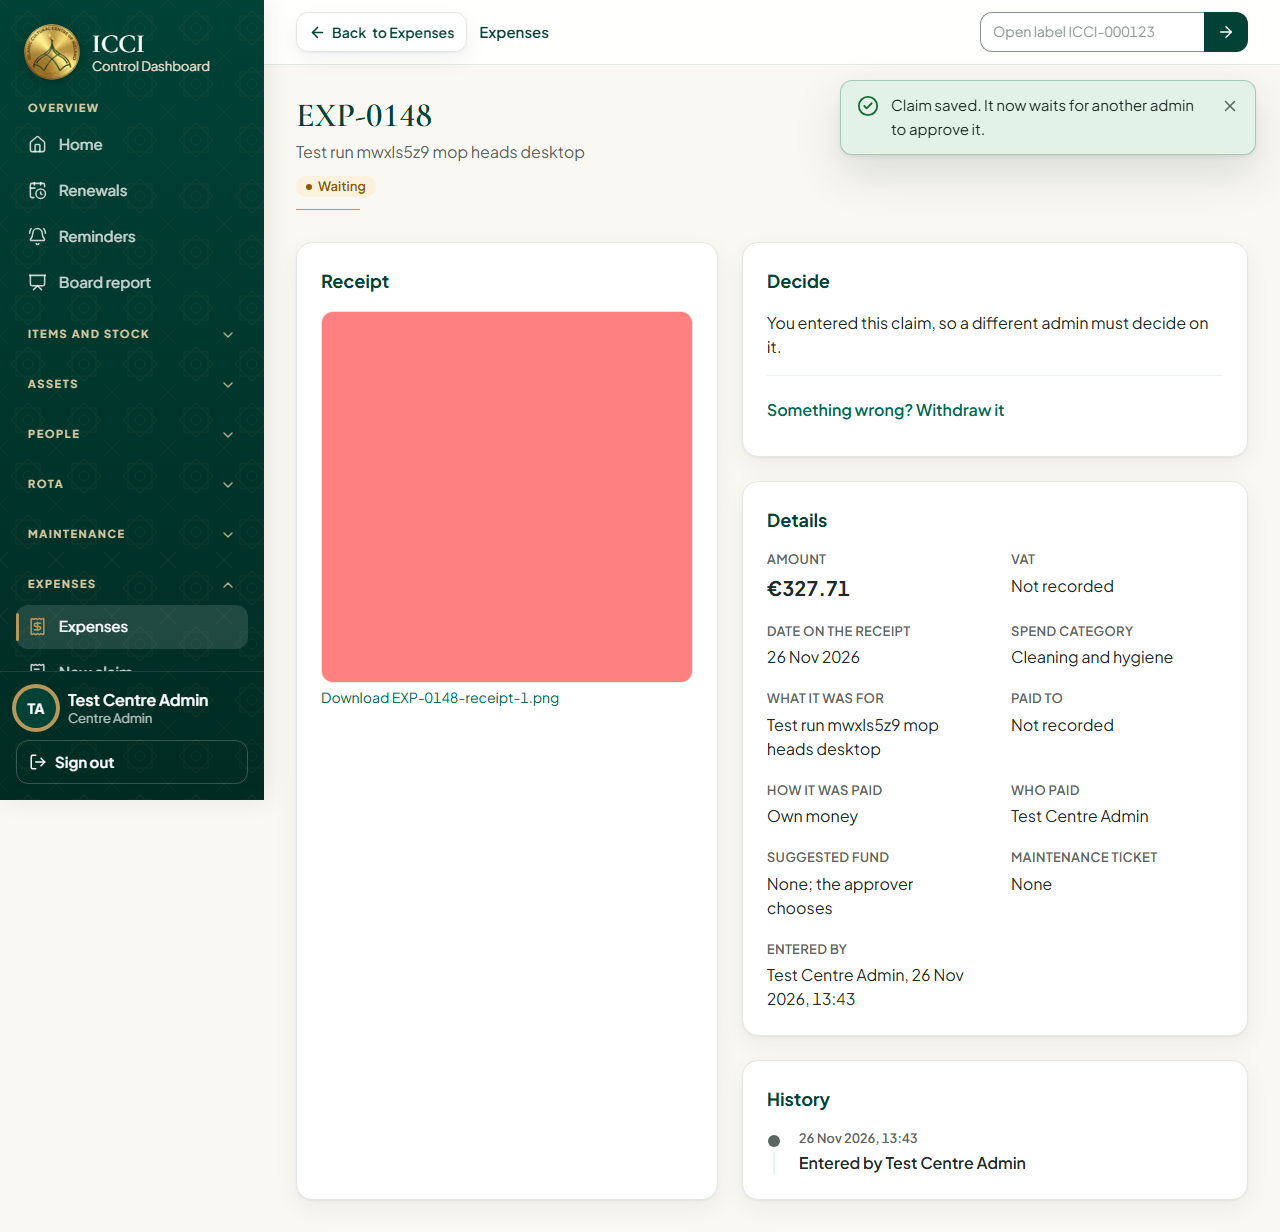 ICCI
Control Dashboard
OVERVIEW
Home
Renewals
Reminders
Board report
ITEMS AND STOCK
ASSETS
PEOPLE
ROTA
MAINTENANCE
EXPENSES
Expenses
New claim
TA
Test Centre Admin
Centre Admin
Sign out
Back to Expenses
Expenses
Open label ICCI-000123
Claim saved. It now waits for another admin
to approve it.
EXP-0148
Test run mwxls5z9 mop heads desktop
Waiting
Receipt
Download EXP-0148-receipt-1.png
Decide
You entered this claim, so a different admin must decide on
it.
Something wrong? Withdraw it
Details
AMOUNT
€327.71
VAT
Not recorded
DATE ON THE RECEIPT
26 Nov 2026
SPEND CATEGORY
Cleaning and hygiene
WHAT IT WAS FOR
Test run mwxls5z9 mop
heads desktop
PAID TO
Not recorded
HOW IT WAS PAID
Own money
WHO PAID
Test Centre Admin
SUGGESTED FUND
None; the approver
chooses
MAINTENANCE TICKET
None
ENTERED BY
Test Centre Admin, 26 Nov
2026, 13:43
History
26 Nov 2026, 13:43
Entered by Test Centre Admin